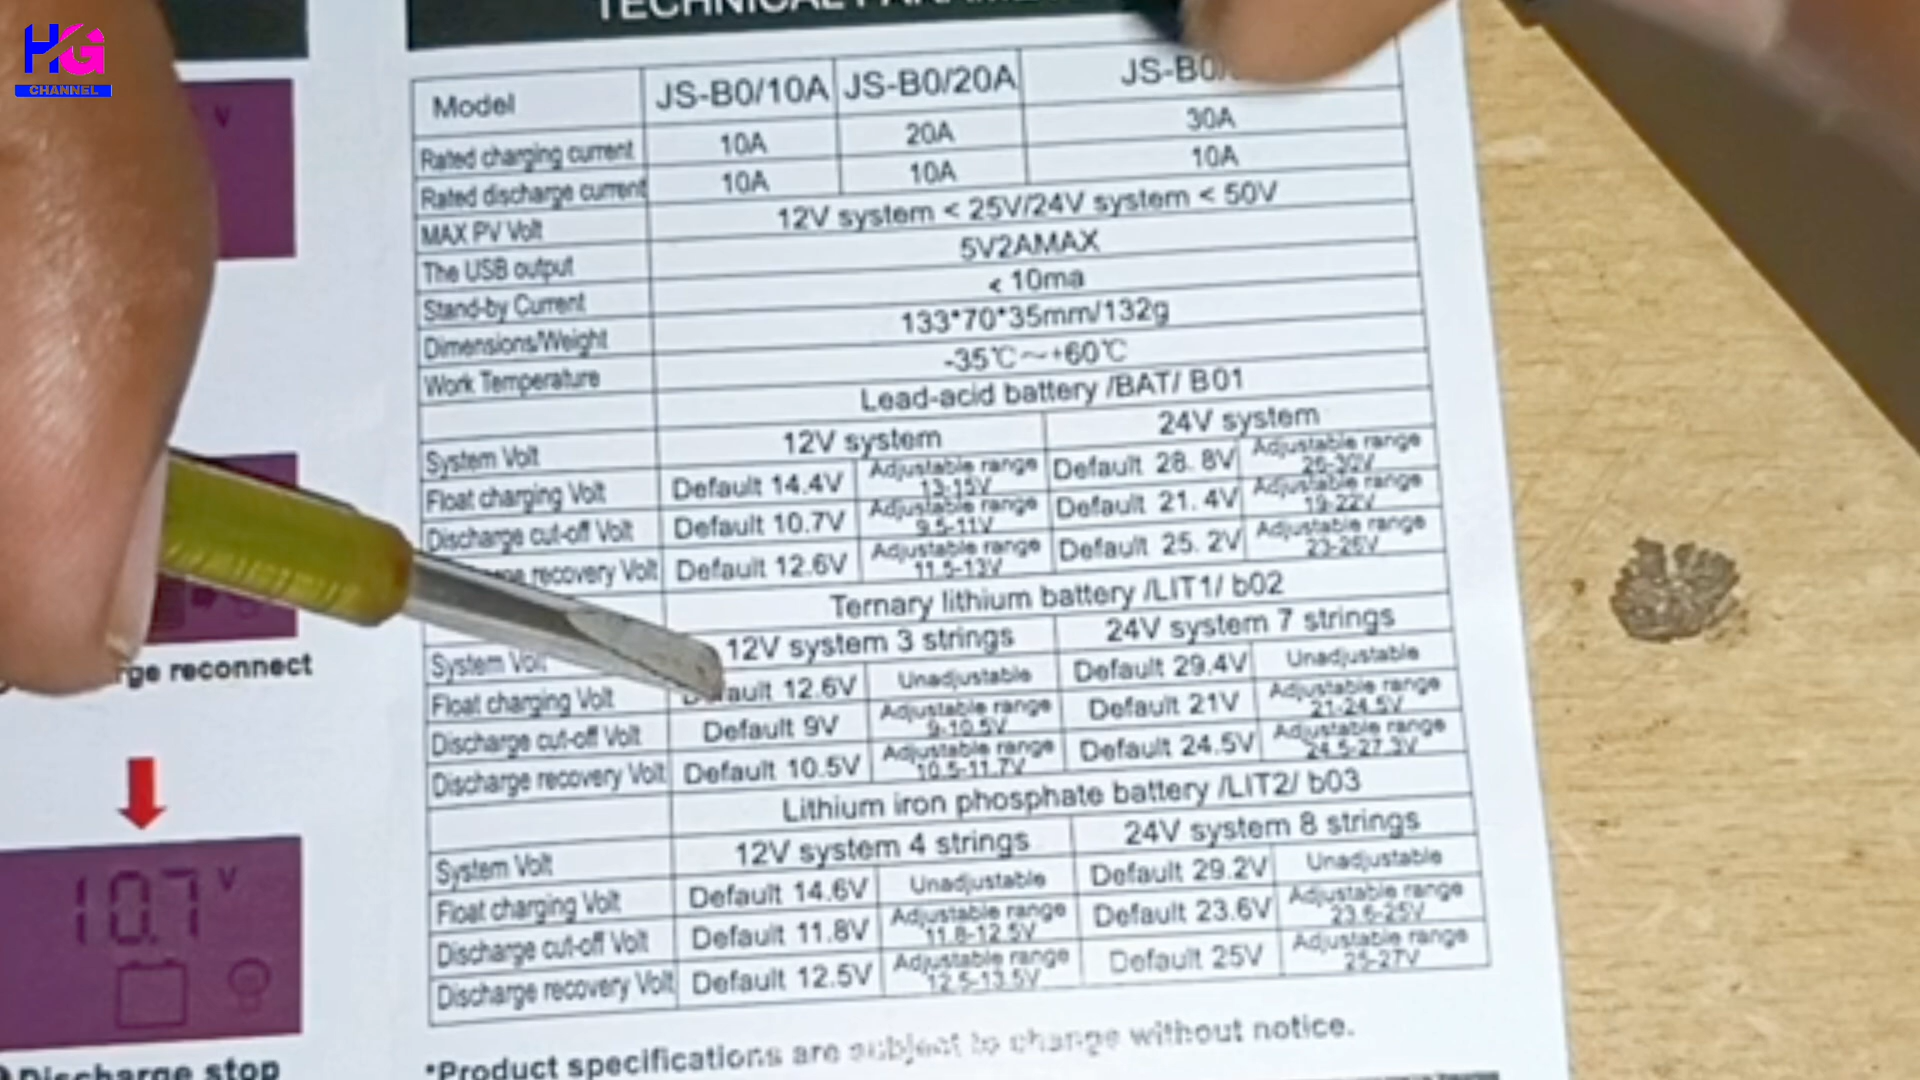 HG
CHANNEL
TECHNICAL
Model JS-B0/10A JS-B0/20A JS-B0/
Rated charging current 10A 20A 30A
Rated discharge current 10A 10A 10A
MAX PV Volt 12V system < 25V/24V system < 50V
The USB output 5V2AMAX
Stand-by Current < 10ma
Dimensions/Weight 133*70*35mm/132g
Work Temperature -35℃～+60℃
Lead-acid battery /BAT/ B01
System Volt 12V system 24V system
Float charging Volt Default 14.4V Adjustable range 13-15V Default 28.8V Adjustable range 26-30V
Discharge cut-off Volt Default 10.7V Adjustable range 9.5-11V Default 21.4V Adjustable range 19-22V
recovery Volt Default 12.6V Adjustable range 11.5-13V Default 25.2V Adjustable range 23-26V
Ternary lithium battery /LIT1/ b02
System Volt 12V system 3 strings 24V system 7 strings
Float charging Volt Default 12.6V Unadjustable Default 29.4V Unadjustable
Discharge cut-off Volt Default 9V Adjustable range 9-10.5V Default 21V Adjustable range 21-24.5V
Discharge recovery Volt Default 10.5V Adjustable range 10.5-11.7V Default 24.5V Adjustable range 24.5-27.3V
Lithium iron phosphate battery /LIT2/ b03
System Volt 12V system 4 strings 24V system 8 strings
Float charging Volt Default 14.6V Unadjustable Default 29.2V Unadjustable
Discharge cut-off Volt Default 11.8V Adjustable range 11.8-12.5V Default 23.6V Adjustable range 23.6-25V
Discharge recovery Volt Default 12.5V Adjustable range 12.5-13.5V Default 25V Adjustable range 25-27V
*Product specifications are subject to change without notice.
V
reconnect
10.7 V
Discharge stop